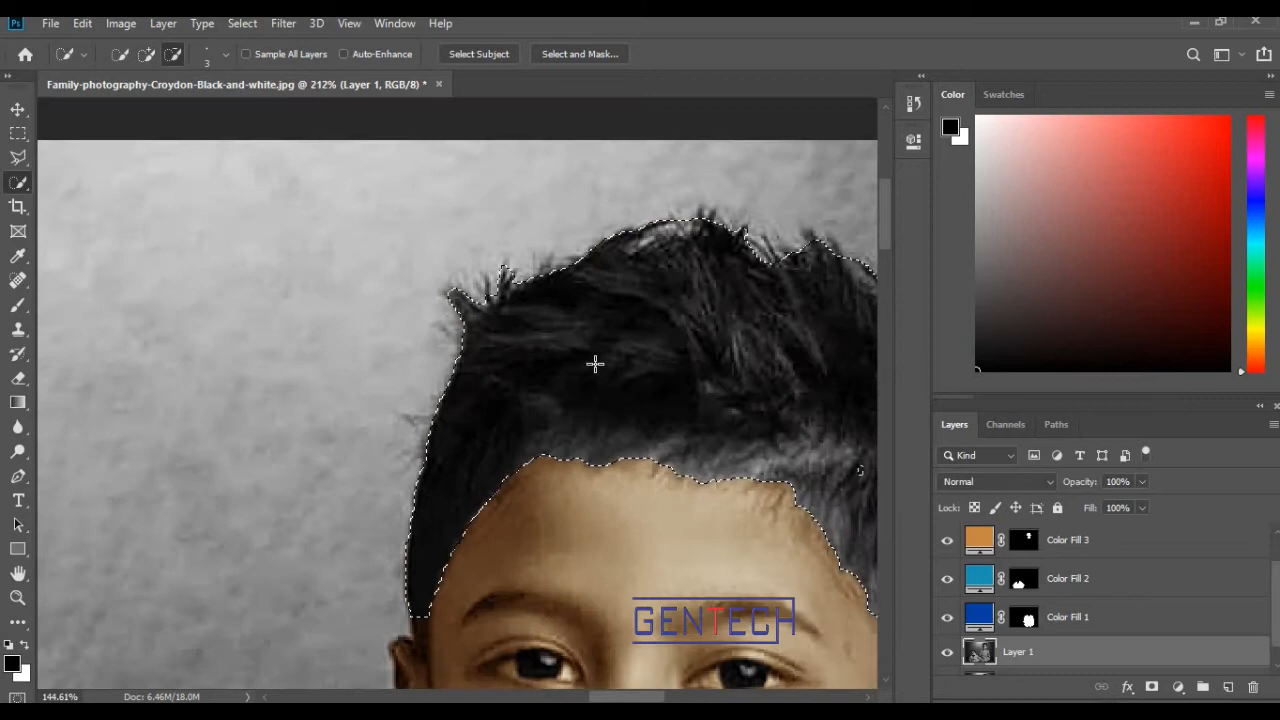 Ps File Edit Image Layer Type Select Filter 3D View Window Help
3 Sample All Layers Auto-Enhance Select Subject Select and Mask...
Family-photography-Croydon-Black-and-white.jpg @ 212% (Layer 1, RGB/8) *
Color Swatches
Layers Channels Paths
Kind
Normal Opacity: 100%
Lock: Fill: 100%
Color Fill 3
Color Fill 2
Color Fill 1
Layer 1
GENTECH
144.61% Doc: 6.46M/18.0M